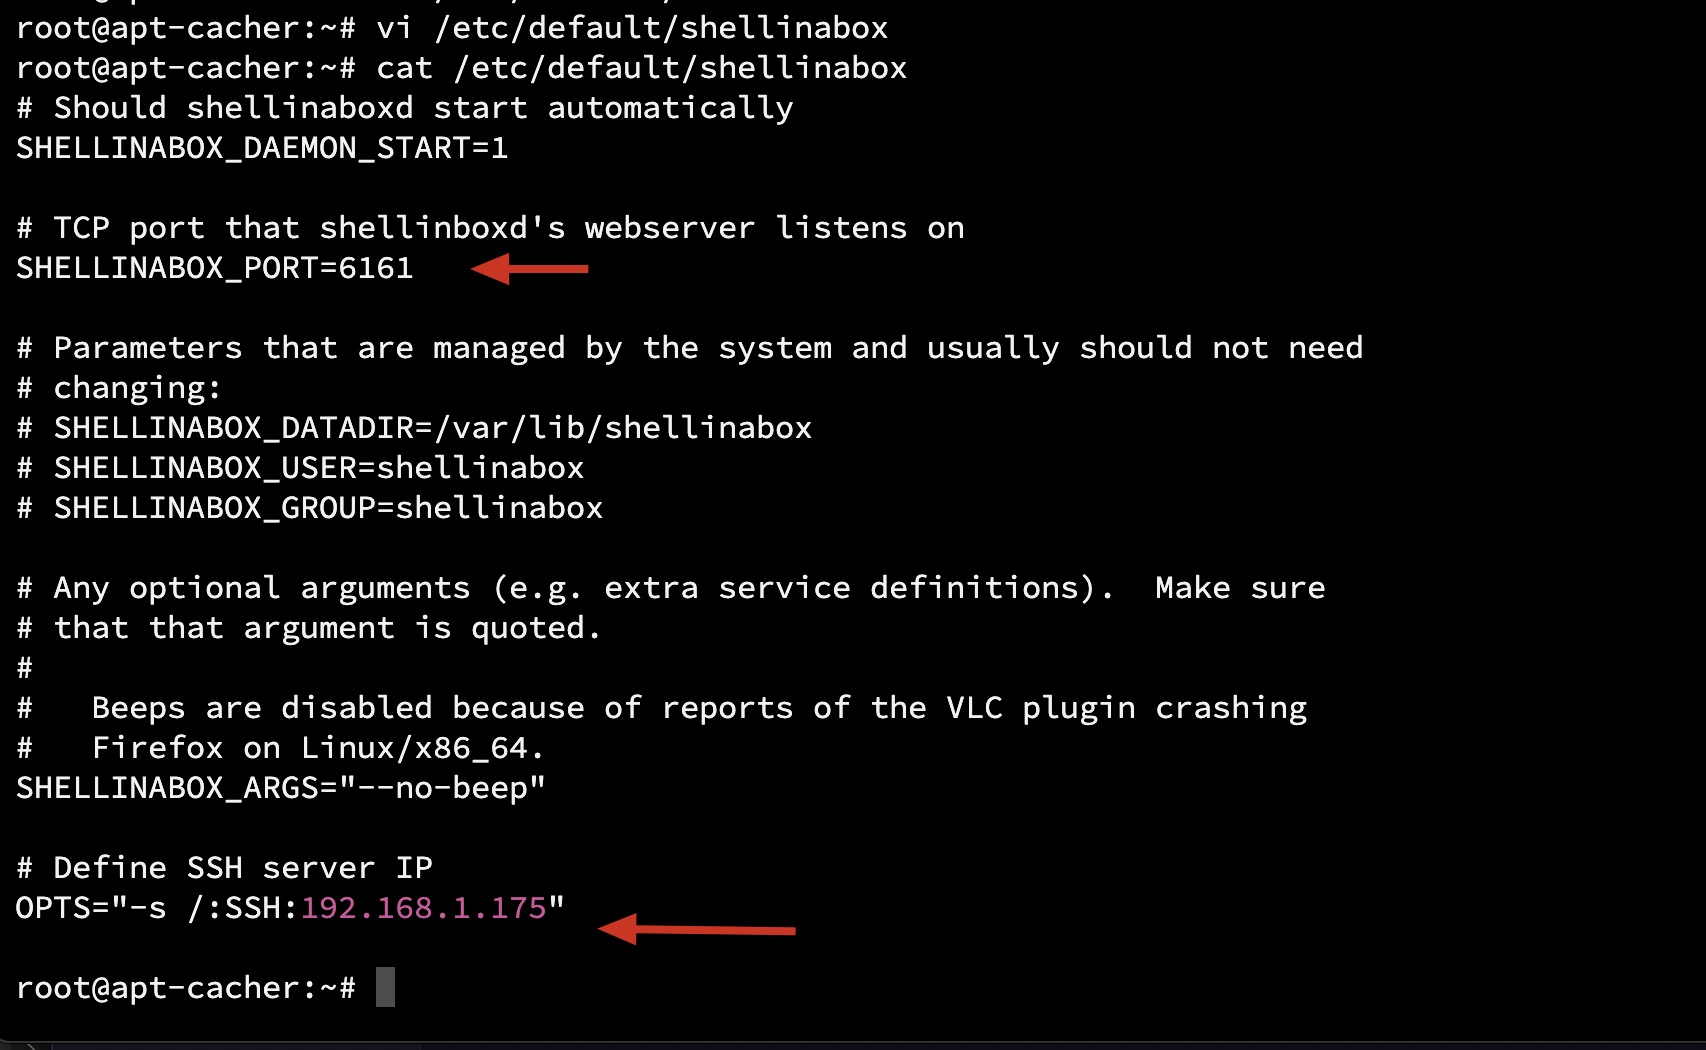 root@apt-cacher:~# vi /etc/default/shellinabox
root@apt-cacher:~# cat /etc/default/shellinabox
# Should shellinaboxd start automatically
SHELLINABOX_DAEMON_START=1
# TCP port that shellinboxd's webserver listens on
SHELLINABOX_PORT=6161
# Parameters that are managed by the system and usually should not need
# changing:
# SHELLINABOX_DATADIR=/var/lib/shellinabox
# SHELLINABOX_USER=shellinabox
# SHELLINABOX_GROUP=shellinabox
# Any optional arguments (e.g. extra service definitions).  Make sure
# that that argument is quoted.
#
#   Beeps are disabled because of reports of the VLC plugin crashing
#   Firefox on Linux/x86_64.
SHELLINABOX_ARGS="--no-beep"
# Define SSH server IP
OPTS="-s /:SSH:192.168.1.175"
root@apt-cacher:~#